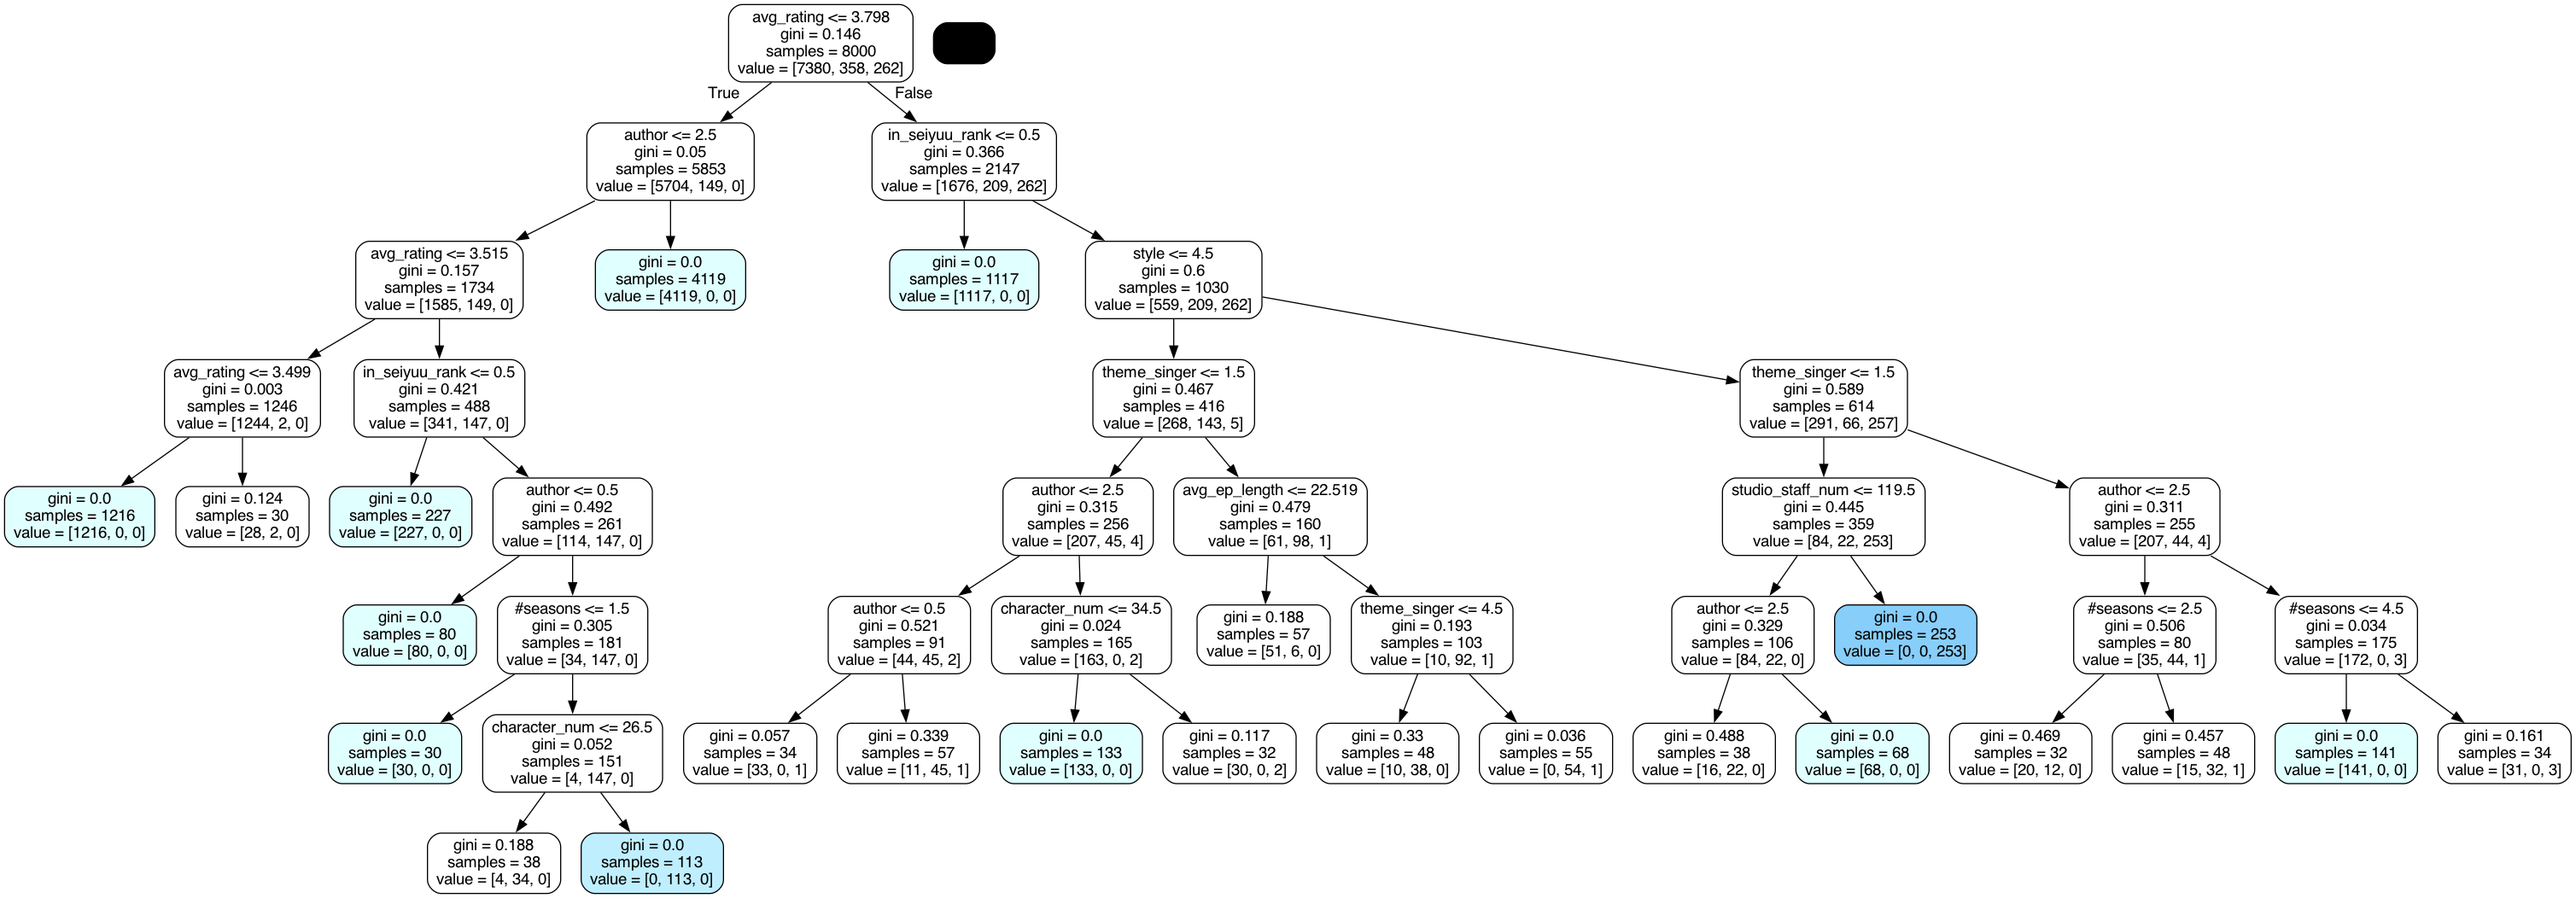 avg_rating <= 3.798
gini = 0.146
samples = 8000
value = [7380, 358, 262]
True
False
author <= 2.5
gini = 0.05
samples = 5853
value = [5704, 149, 0]
in_seiyuu_rank <= 0.5
gini = 0.366
samples = 2147
value = [1676, 209, 262]
avg_rating <= 3.515
gini = 0.157
samples = 1734
value = [1585, 149, 0]
gini = 0.0
samples = 4119
value = [4119, 0, 0]
gini = 0.0
samples = 1117
value = [1117, 0, 0]
style <= 4.5
gini = 0.6
samples = 1030
value = [559, 209, 262]
avg_rating <= 3.499
gini = 0.003
samples = 1246
value = [1244, 2, 0]
in_seiyuu_rank <= 0.5
gini = 0.421
samples = 488
value = [341, 147, 0]
theme_singer <= 1.5
gini = 0.467
samples = 416
value = [268, 143, 5]
theme_singer <= 1.5
gini = 0.589
samples = 614
value = [291, 66, 257]
gini = 0.0
samples = 1216
value = [1216, 0, 0]
gini = 0.124
samples = 30
value = [28, 2, 0]
gini = 0.0
samples = 227
value = [227, 0, 0]
author <= 0.5
gini = 0.492
samples = 261
value = [114, 147, 0]
author <= 2.5
gini = 0.315
samples = 256
value = [207, 45, 4]
avg_ep_length <= 22.519
gini = 0.479
samples = 160
value = [61, 98, 1]
studio_staff_num <= 119.5
gini = 0.445
samples = 359
value = [84, 22, 253]
author <= 2.5
gini = 0.311
samples = 255
value = [207, 44, 4]
gini = 0.0
samples = 80
value = [80, 0, 0]
#seasons <= 1.5
gini = 0.305
samples = 181
value = [34, 147, 0]
author <= 0.5
gini = 0.521
samples = 91
value = [44, 45, 2]
character_num <= 34.5
gini = 0.024
samples = 165
value = [163, 0, 2]
gini = 0.188
samples = 57
value = [51, 6, 0]
theme_singer <= 4.5
gini = 0.193
samples = 103
value = [10, 92, 1]
author <= 2.5
gini = 0.329
samples = 106
value = [84, 22, 0]
gini = 0.0
samples = 253
value = [0, 0, 253]
#seasons <= 2.5
gini = 0.506
samples = 80
value = [35, 44, 1]
#seasons <= 4.5
gini = 0.034
samples = 175
value = [172, 0, 3]
gini = 0.0
samples = 30
value = [30, 0, 0]
character_num <= 26.5
gini = 0.052
samples = 151
value = [4, 147, 0]
gini = 0.057
samples = 34
value = [33, 0, 1]
gini = 0.339
samples = 57
value = [11, 45, 1]
gini = 0.0
samples = 133
value = [133, 0, 0]
gini = 0.117
samples = 32
value = [30, 0, 2]
gini = 0.33
samples = 48
value = [10, 38, 0]
gini = 0.036
samples = 55
value = [0, 54, 1]
gini = 0.488
samples = 38
value = [16, 22, 0]
gini = 0.0
samples = 68
value = [68, 0, 0]
gini = 0.469
samples = 32
value = [20, 12, 0]
gini = 0.457
samples = 48
value = [15, 32, 1]
gini = 0.0
samples = 141
value = [141, 0, 0]
gini = 0.161
samples = 34
value = [31, 0, 3]
gini = 0.188
samples = 38
value = [4, 34, 0]
gini = 0.0
samples = 113
value = [0, 113, 0]